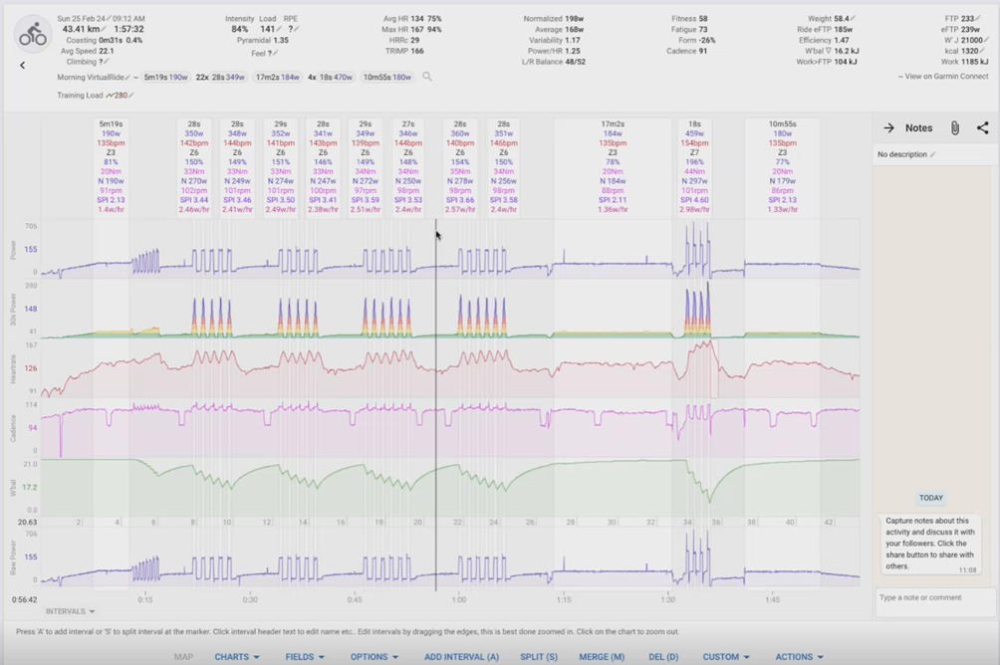 Sun 25 Feb 24 09:12 AM
43.41 km 1:57:32
Coasting 0m31s 0.4%
Avg Speed 22.1
Climbing ?
Intensity Load RPE
84% 141 ?
Pyramidal 1.35
Feel ?
Avg HR 134 75%
Max HR 167 94%
HRRc 29
TRIMP 166
Normalized 198w
Average 168w
Variability 1.17
Power/HR 1.25
L/R Balance 48/52
Fitness 58
Fatigue 73
Form -26%
Cadence 91
Weight 58.4
Ride eFTP 185w
Efficiency 1.47
W'bal ∇ 16.2 kJ
Work>FTP 104 kJ
FTP 233
eFTP 239w
W' J 21000
kcal 1320
Work 1185 kJ
Morning VirtualRide – 5m19s 190w 22x 28s 349w 17m2s 184w 4x 18s 470w 10m55s 180w
~ View on Garmin Connect
Training Load 280
5m19s
190w
135bpm
Z3
81%
20Nm
N 190w
91rpm
SPI 2.13
1.4w/hr
28s
350w
142bpm
Z6
150%
33Nm
N 270w
102rpm
SPI 3.44
2.46w/hr
28s
348w
144bpm
Z6
149%
33Nm
N 249w
101rpm
SPI 3.46
2.41w/hr
29s
352w
141bpm
Z6
151%
33Nm
N 274w
101rpm
SPI 3.50
2.49w/hr
28s
341w
143bpm
Z6
146%
33Nm
N 247w
100rpm
SPI 3.41
2.38w/hr
28s
349w
139bpm
Z6
149%
34Nm
N 272w
97rpm
SPI 3.59
2.51w/hr
27s
346w
144bpm
Z6
148%
34Nm
N 250w
98rpm
SPI 3.53
2.4w/hr
28s
360w
140bpm
Z6
154%
35Nm
N 278w
98rpm
SPI 3.66
2.57w/hr
28s
351w
146bpm
Z6
150%
34Nm
N 256w
98rpm
SPI 3.58
2.4w/hr
17m2s
184w
135bpm
Z3
78%
20Nm
N 184w
88rpm
SPI 2.11
1.36w/hr
18s
459w
154bpm
Z7
196%
44Nm
N 297w
101rpm
SPI 4.60
2.98w/hr
10m55s
180w
135bpm
Z3
77%
20Nm
N 179w
86rpm
SPI 2.13
1.33w/hr
Notes
No description
Power
705
155
0
30s Power
290
148
41
Heartrate
167
126
91
Cadence
114
94
0
W'bal
21.0
17.2
0.0
20.63 2 4 6 8 10 12 14 16 18 20 22 24 26 28 30 32 34 36 38 40 42
Raw Power
706
155
0
0:56:42 0:15 0:30 0:45 1:00 1:15 1:30 1:45
INTERVALS
TODAY
Capture notes about this
activity and discuss it with
your followers. Click the
share button to share with
others.
11:08
Type a note or comment
Press 'A' to add interval or 'S' to split interval at the marker. Click interval header text to edit name etc.. Edit intervals by dragging the edges, this is best done zoomed in. Click on the chart to zoom out.
MAP CHARTS FIELDS OPTIONS ADD INTERVAL (A) SPLIT (S) MERGE (M) DEL (D) CUSTOM ACTIONS